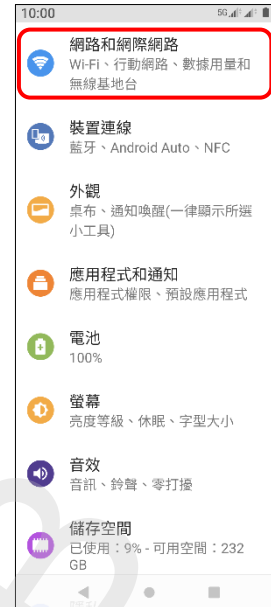 10:00 5G
網路和網際網路
Wi-Fi、行動網路、數據用量和
無線基地台
裝置連線
藍牙、Android Auto、NFC
外觀
桌布、通知喚醒(一律顯示所選
小工具)
應用程式和通知
應用程式權限、預設應用程式
電池
100%
螢幕
亮度等級、休眠、字型大小
音效
音訊、鈴聲、零打擾
儲存空間
已使用：9% - 可用空間：232
GB